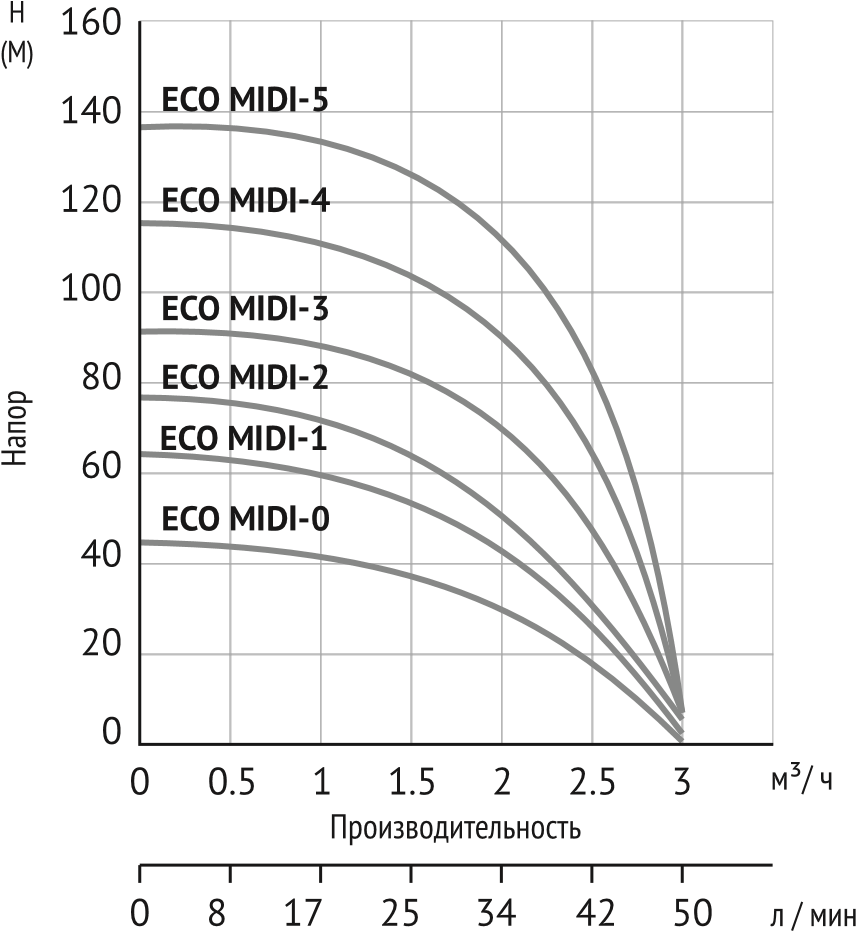 H
(М)
160
140
120
100
80
60
40
20
0
Напор
ECO MIDI-5
ECO MIDI-4
ECO MIDI-3
ECO MIDI-2
ECO MIDI-1
ECO MIDI-0
0 0.5 1 1.5 2 2.5 3 м³/ ч
Производительность
0 8 17 25 34 42 50 л / мин